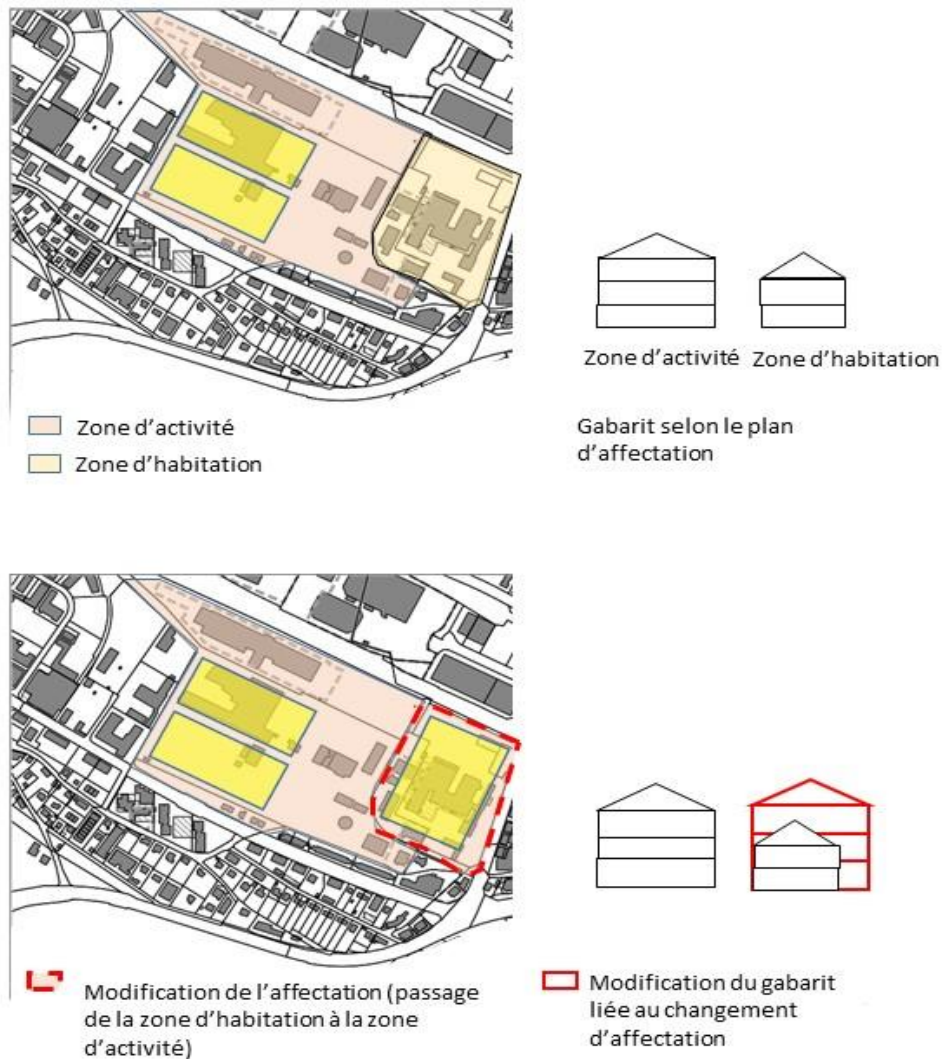 Zone d'activité Zone d'habitation
Zone d'activité
Zone d'habitation
Gabarit selon le plan
d'affectation
Modification de l'affectation (passage
de la zone d'habitation à la zone
d'activité)
Modification du gabarit
liée au changement
d'affectation